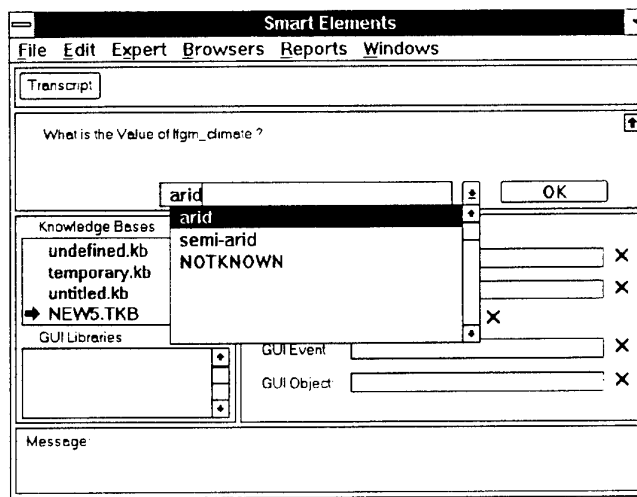 Smart Elements
File Edit Expert Browsers Reports Windows
Transcript
What is the Value of ftgm_climate ?
arid
OK
arid
semi-arid
NOTKNOWN
Knowledge Bases
undefined.kb
temporary.kb
untitled.kb
NEW5.TKB
GUI Libraries
GUI Event
GUI Object
Message: